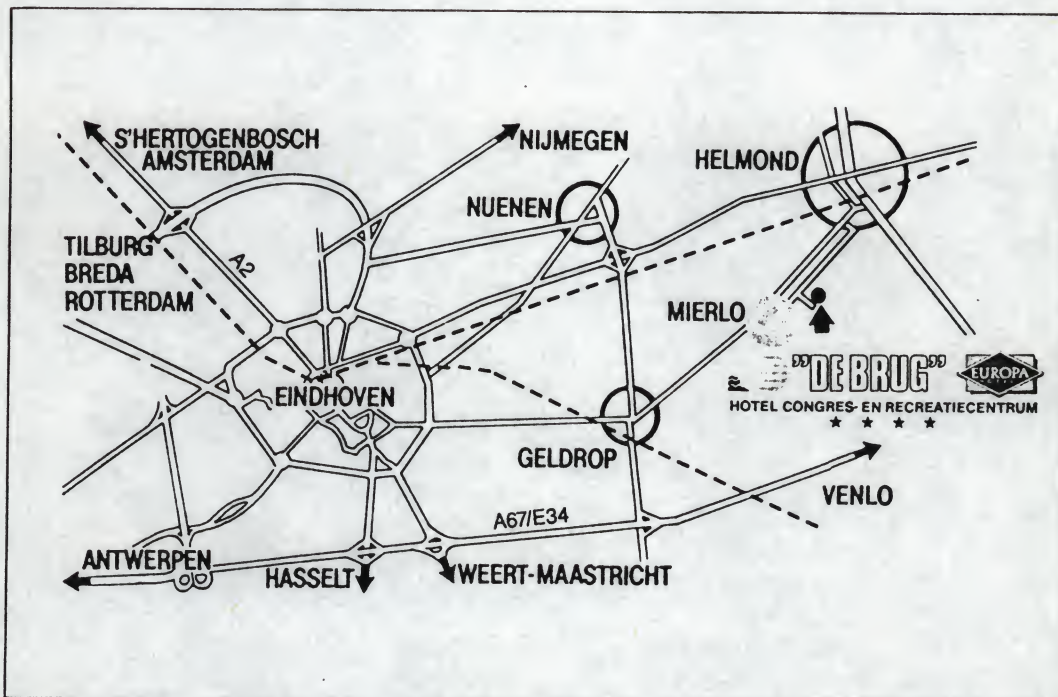 S'HERTOGENBOSCH
AMSTERDAM
NIJMEGEN
HELMOND
NUENEN
TILBURG
BREDA
ROTTERDAM
A2
MIERLO
"DE BRUG"
EUROPA
HOTEL
EINDHOVEN
HOTEL CONGRES- EN RECREATIECENTRUM
GELDROP
VENLO
A67/E34
ANTWERPEN
HASSELT
WEERT-MAASTRICHT